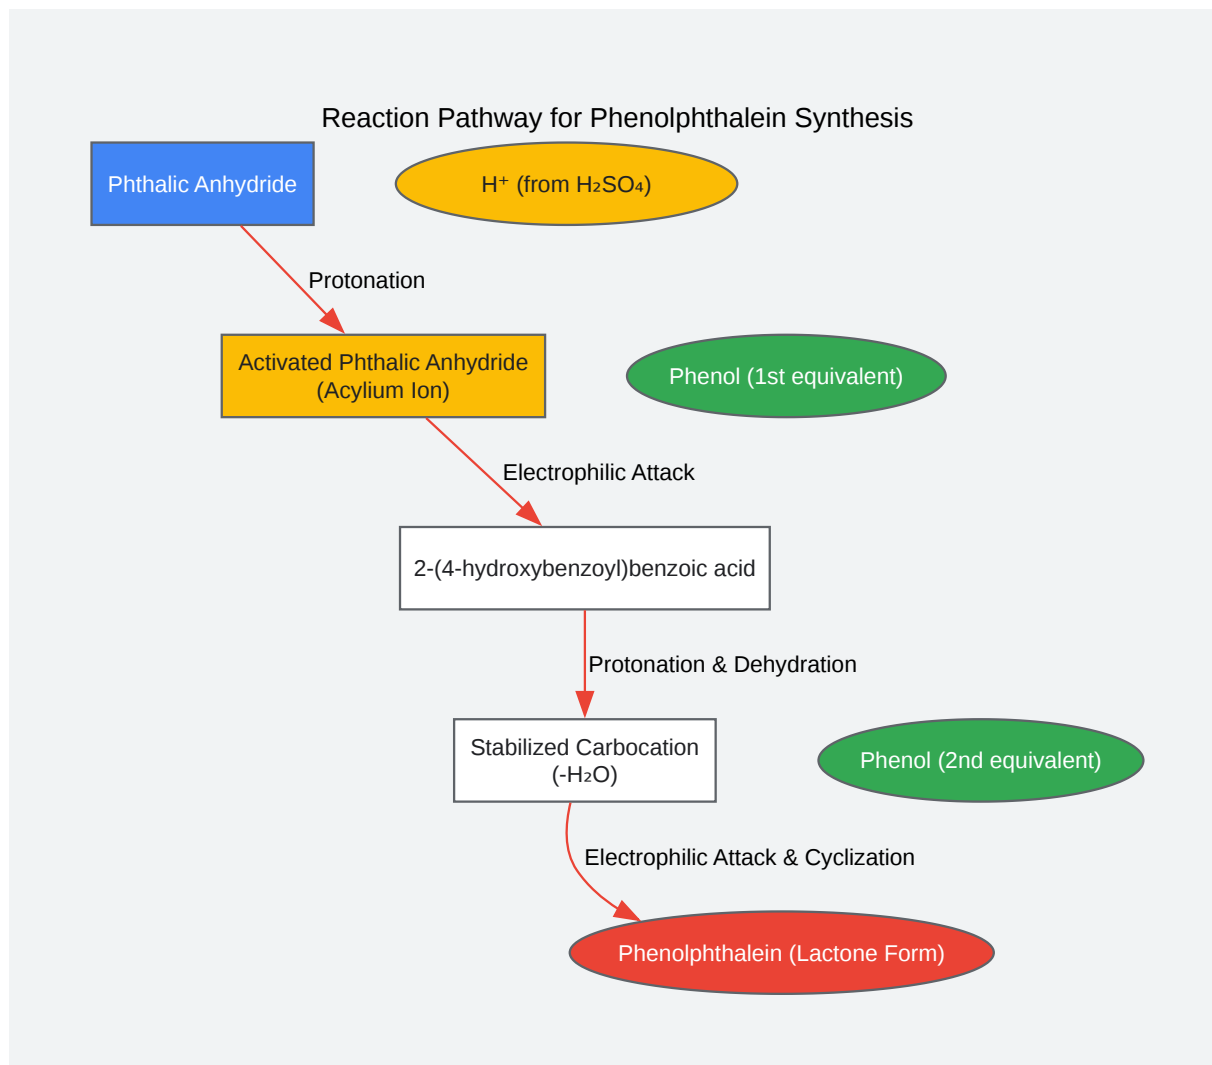 Reaction Pathway for Phenolphthalein Synthesis
Phthalic Anhydride
H⁺ (from H₂SO₄)
Protonation
Activated Phthalic Anhydride
(Acylium Ion)
Phenol (1st equivalent)
Electrophilic Attack
2-(4-hydroxybenzoyl)benzoic acid
Protonation & Dehydration
Stabilized Carbocation
(-H₂O)
Phenol (2nd equivalent)
Electrophilic Attack & Cyclization
Phenolphthalein (Lactone Form)